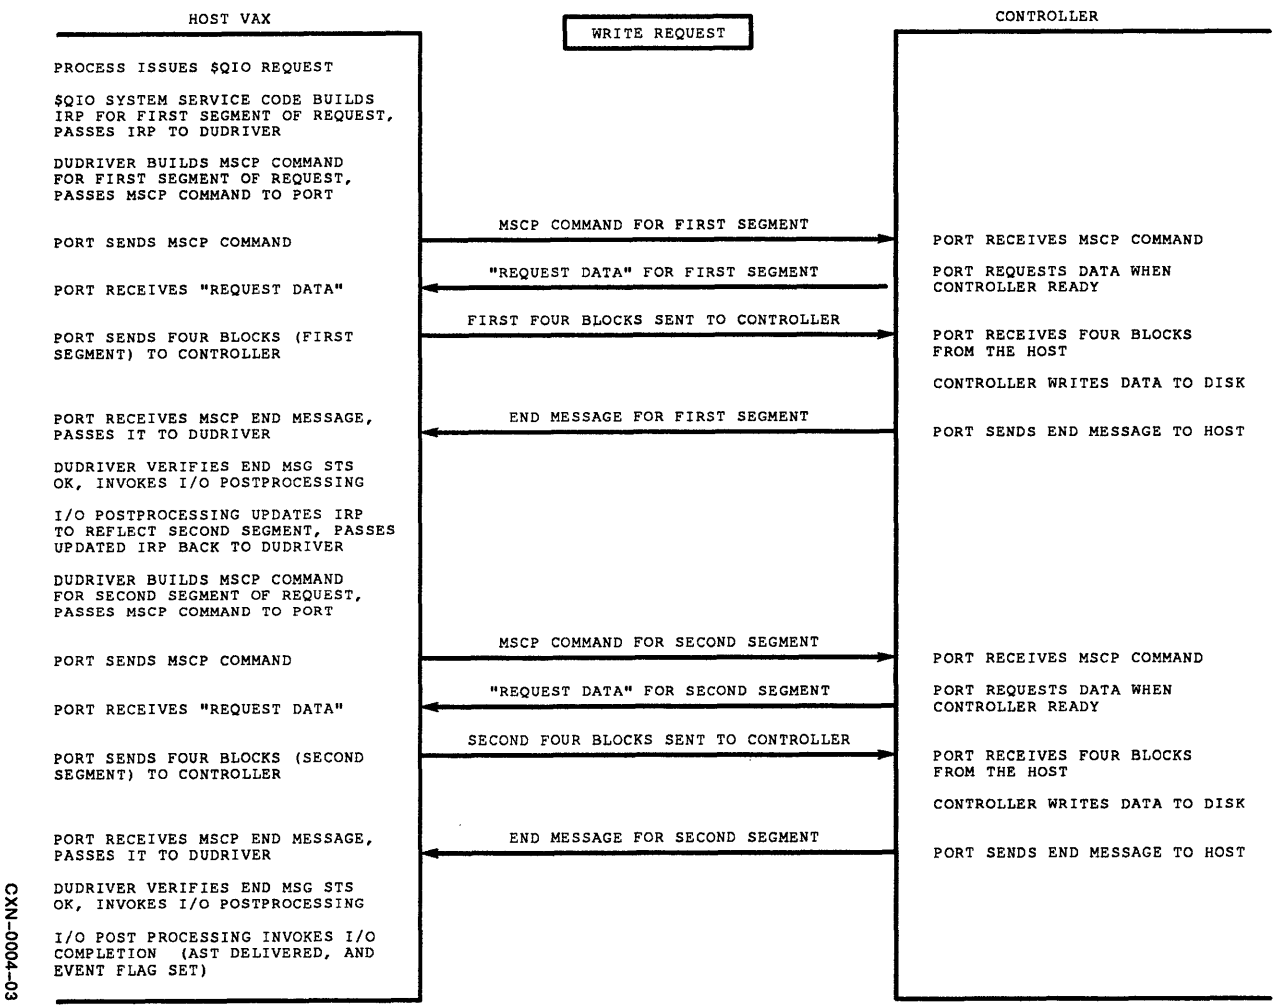 HOST VAX
WRITE REQUEST
CONTROLLER
PROCESS ISSUES $QIO REQUEST
$QIO SYSTEM SERVICE CODE BUILDS
IRP FOR FIRST SEGMENT OF REQUEST,
PASSES IRP TO DUDRIVER
DUDRIVER BUILDS MSCP COMMAND
FOR FIRST SEGMENT OF REQUEST,
PASSES MSCP COMMAND TO PORT
MSCP COMMAND FOR FIRST SEGMENT
PORT SENDS MSCP COMMAND
PORT RECEIVES MSCP COMMAND
"REQUEST DATA" FOR FIRST SEGMENT
PORT REQUESTS DATA WHEN
CONTROLLER READY
PORT RECEIVES "REQUEST DATA"
FIRST FOUR BLOCKS SENT TO CONTROLLER
PORT SENDS FOUR BLOCKS (FIRST
SEGMENT) TO CONTROLLER
PORT RECEIVES FOUR BLOCKS
FROM THE HOST
CONTROLLER WRITES DATA TO DISK
END MESSAGE FOR FIRST SEGMENT
PORT RECEIVES MSCP END MESSAGE,
PASSES IT TO DUDRIVER
PORT SENDS END MESSAGE TO HOST
DUDRIVER VERIFIES END MSG STS
OK, INVOKES I/O POSTPROCESSING
I/O POSTPROCESSING UPDATES IRP
TO REFLECT SECOND SEGMENT, PASSES
UPDATED IRP BACK TO DUDRIVER
DUDRIVER BUILDS MSCP COMMAND
FOR SECOND SEGMENT OF REQUEST,
PASSES MSCP COMMAND TO PORT
MSCP COMMAND FOR SECOND SEGMENT
PORT SENDS MSCP COMMAND
PORT RECEIVES MSCP COMMAND
"REQUEST DATA" FOR SECOND SEGMENT
PORT REQUESTS DATA WHEN
CONTROLLER READY
PORT RECEIVES "REQUEST DATA"
SECOND FOUR BLOCKS SENT TO CONTROLLER
PORT SENDS FOUR BLOCKS (SECOND
SEGMENT) TO CONTROLLER
PORT RECEIVES FOUR BLOCKS
FROM THE HOST
CONTROLLER WRITES DATA TO DISK
END MESSAGE FOR SECOND SEGMENT
PORT RECEIVES MSCP END MESSAGE,
PASSES IT TO DUDRIVER
PORT SENDS END MESSAGE TO HOST
DUDRIVER VERIFIES END MSG STS
OK, INVOKES I/O POSTPROCESSING
I/O POST PROCESSING INVOKES I/O
COMPLETION (AST DELIVERED, AND
EVENT FLAG SET)
CXN-0004-03